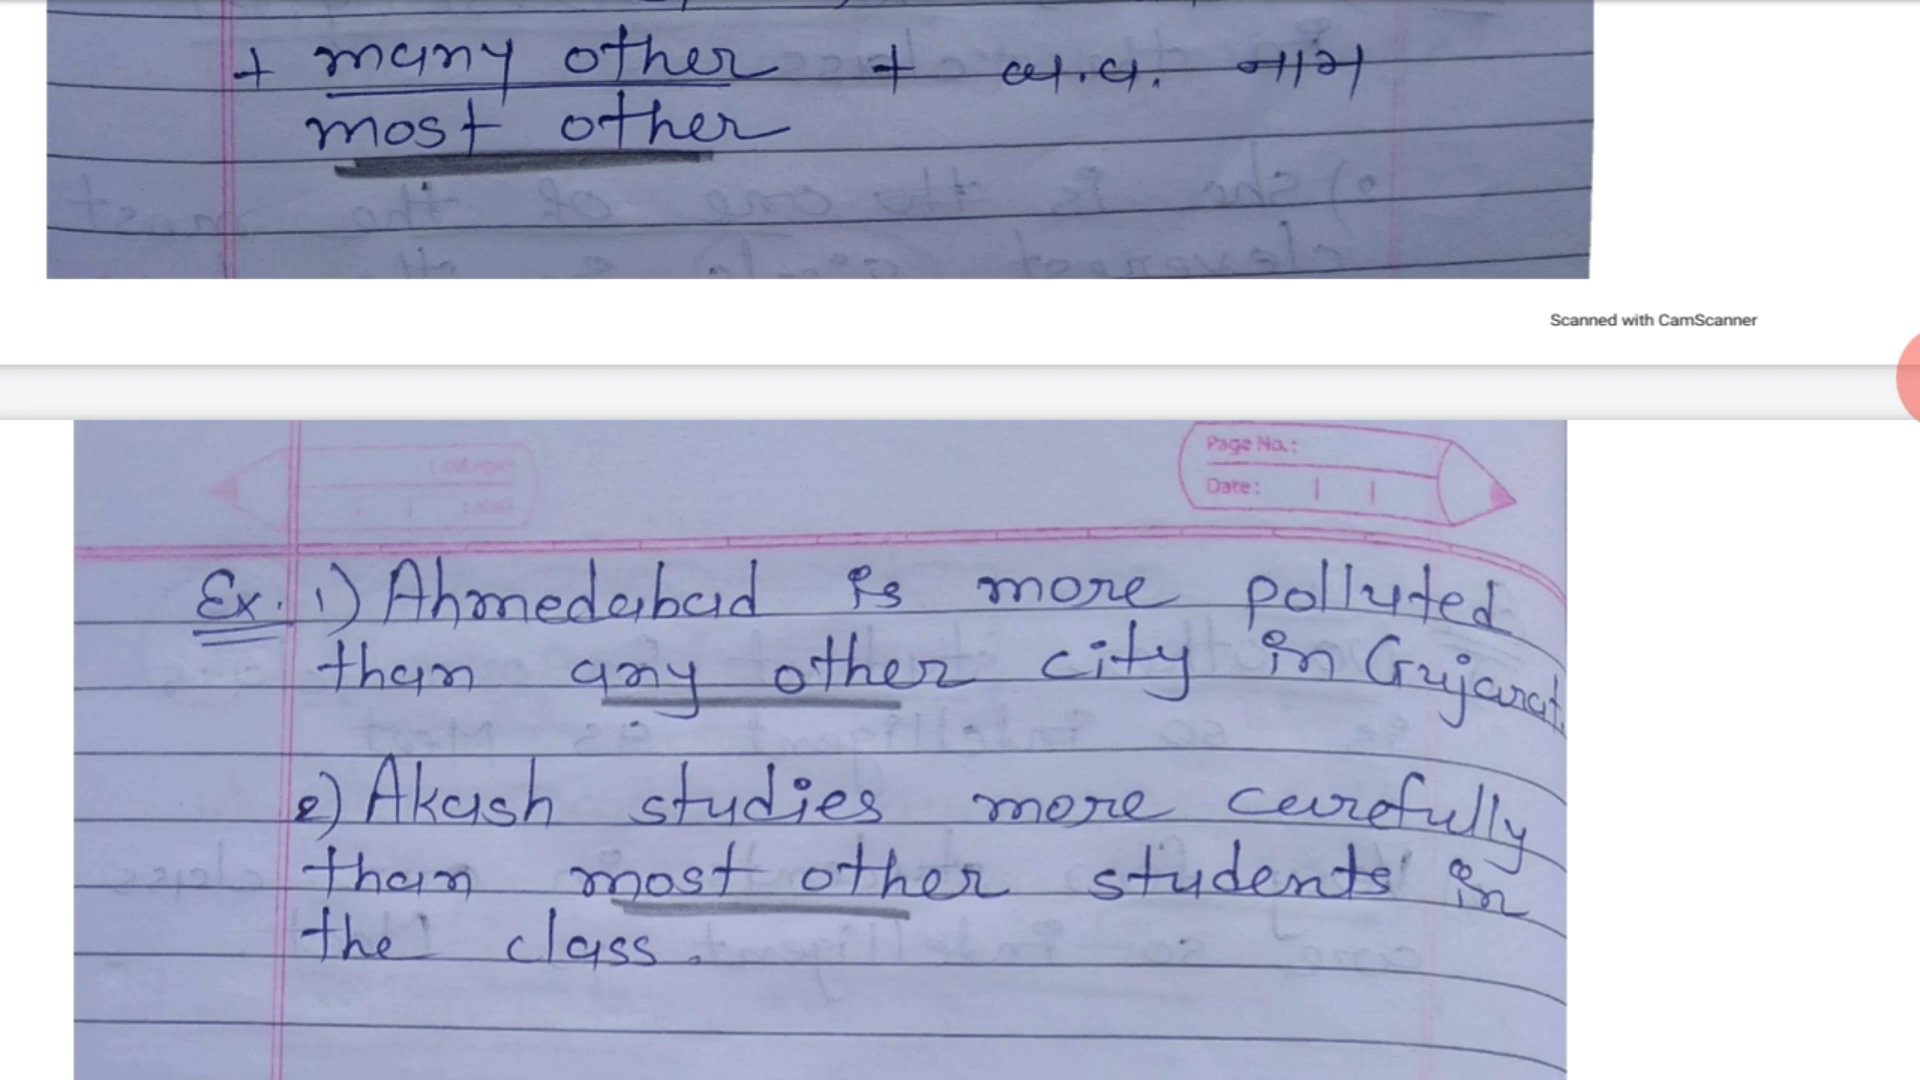 + many other + બ.વ. નામ
most other
Scanned with CamScanner
Page No.:
Date:
Ex. 1) Ahmedabad is more polluted
than any other city in Gujarat.
2) Akash studies more carefully
than most other students in
the class.